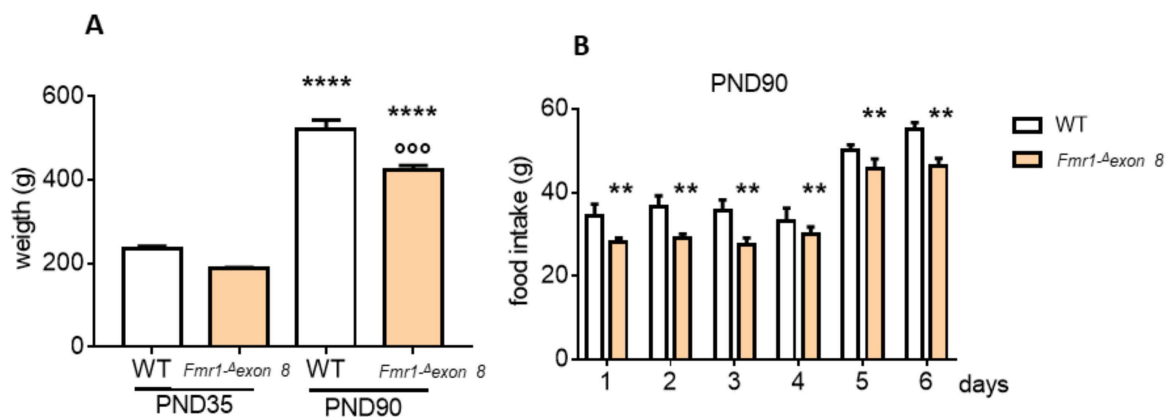 A
600
400
200
0
weigth (g)
****
****
°°°
WT
Fmr1-Δexon 8
WT
Fmr1-Δexon 8
PND35
PND90
B
PND90
60
40
20
0
food intake (g)
**
**
**
**
**
**
1 2 3 4 5 6 days
WT
Fmr1-Δexon 8